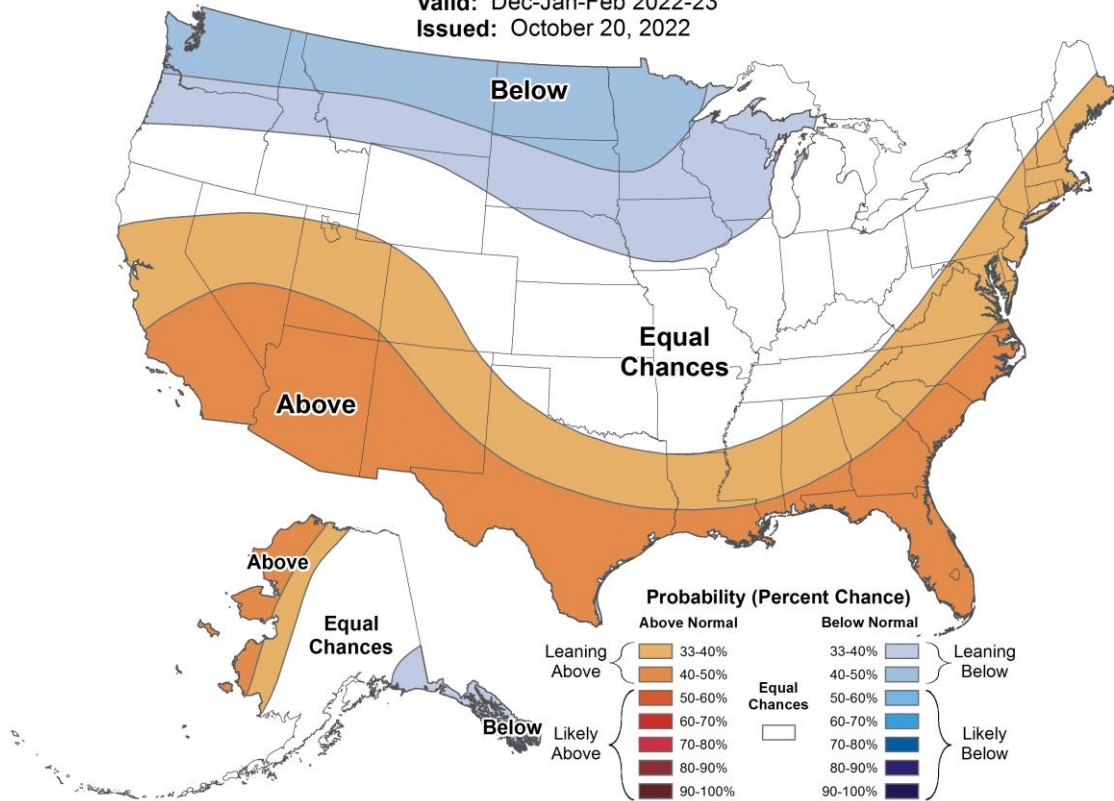 Valid: Dec-Jan-Feb 2022-23
Issued: October 20, 2022
Below
Equal
Chances
Above
Above
Equal
Chances
Below
Probability (Percent Chance)
Above Normal
Below Normal
Leaning
Above
33-40%
40-50%
50-60%
60-70%
70-80%
80-90%
90-100%
Likely
Above
Equal
Chances
33-40%
40-50%
50-60%
60-70%
70-80%
80-90%
90-100%
Leaning
Below
Likely
Below